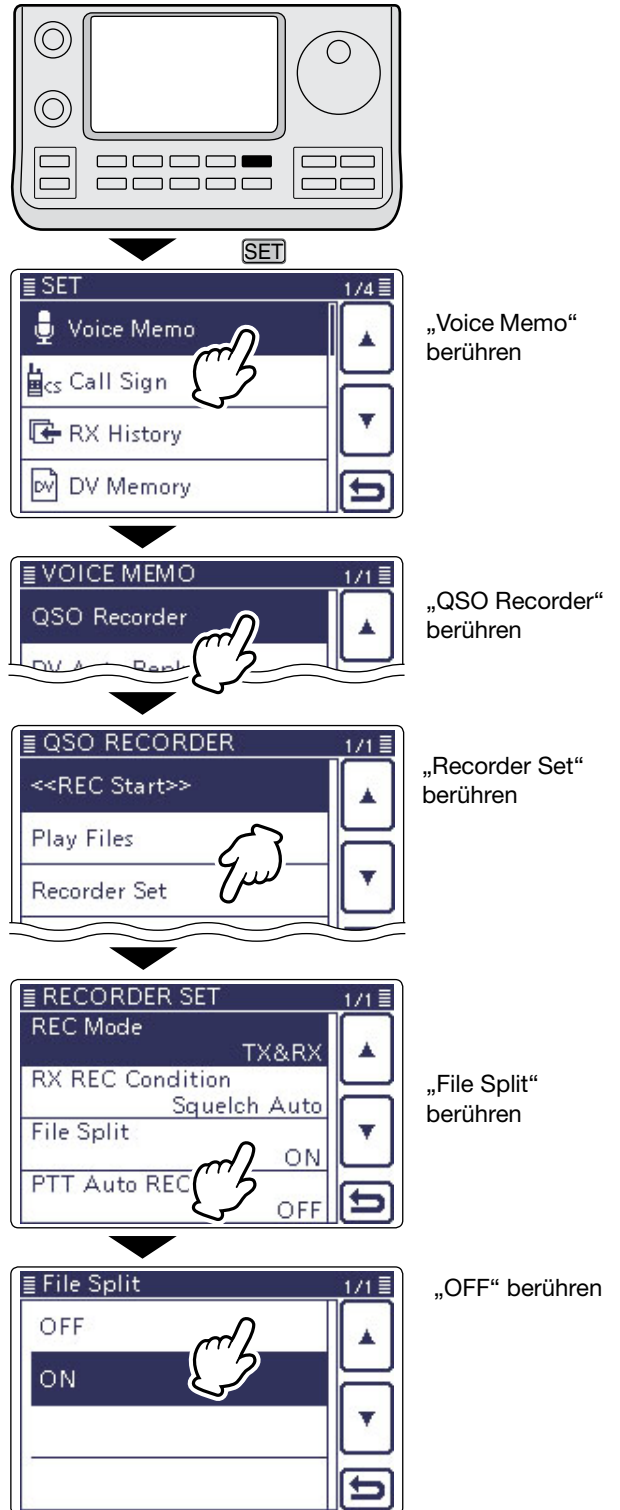 SET
SET 1/4
Voice Memo
„Voice Memo“
berühren
CS Call Sign
RX History
DV DV Memory
VOICE MEMO 1/1
QSO Recorder
„QSO Recorder“
berühren
QSO RECORDER 1/1
<<REC Start>>
„Recorder Set“
berühren
Play Files
Recorder Set
RECORDER SET 1/1
REC Mode
TX&RX
RX REC Condition
Squelch Auto
„File Split“
berühren
File Split
ON
PTT Auto REC
OFF
File Split 1/1
„OFF“ berühren
OFF
ON